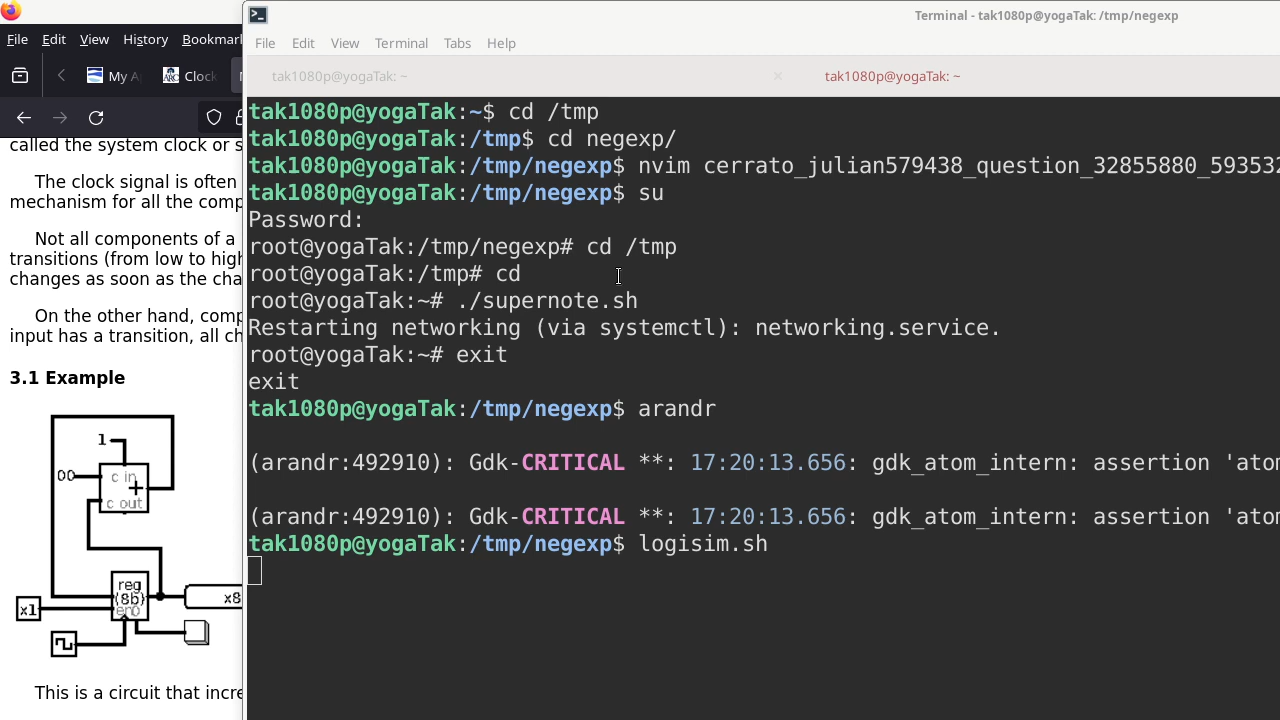 Terminal - tak1080p@yogaTak: /tmp/negexp
File Edit View History Bookmar
File Edit View Terminal Tabs Help
My A
Clock
tak1080p@yogaTak: ~
tak1080p@yogaTak: ~
called the system clock or s
The clock signal is often
mechanism for all the comp
Not all components of a
transitions (from low to high
changes as soon as the cha
On the other hand, comp
input has a transition, all ch
3.1 Example
1
00
c in
+
c out
reg
(8b)
en0
x1
x8
This is a circuit that incre
tak1080p@yogaTak:~$ cd /tmp
tak1080p@yogaTak:/tmp$ cd negexp/
tak1080p@yogaTak:/tmp/negexp$ nvim cerrato_julian579438_question_32855880_593532
tak1080p@yogaTak:/tmp/negexp$ su
Password:
root@yogaTak:/tmp/negexp# cd /tmp
root@yogaTak:/tmp# cd
root@yogaTak:~# ./supernote.sh
Restarting networking (via systemctl): networking.service.
root@yogaTak:~# exit
exit
tak1080p@yogaTak:/tmp/negexp$ arandr
(arandr:492910): Gdk-CRITICAL **: 17:20:13.656: gdk_atom_intern: assertion 'atom
(arandr:492910): Gdk-CRITICAL **: 17:20:13.656: gdk_atom_intern: assertion 'atom
tak1080p@yogaTak:/tmp/negexp$ logisim.sh